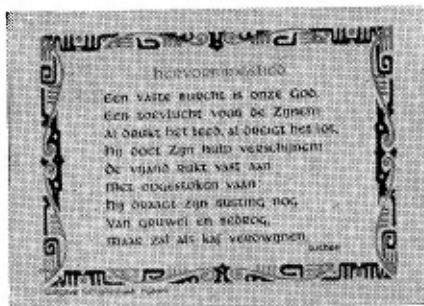 hervormingslied
Een vaste burcht is onze God,
Een toevlucht voor de Zijnen!
Al drukt het leed, al dreigt het lot,
Hij doet Zijn hulp verschijnen!
De vijand rukt vast aan
Met opgestoken vaan!
Hij draagt zijn rusting nog
Van gruwel en bedrog,
maar zal als kaf verdwijnen.
Luther